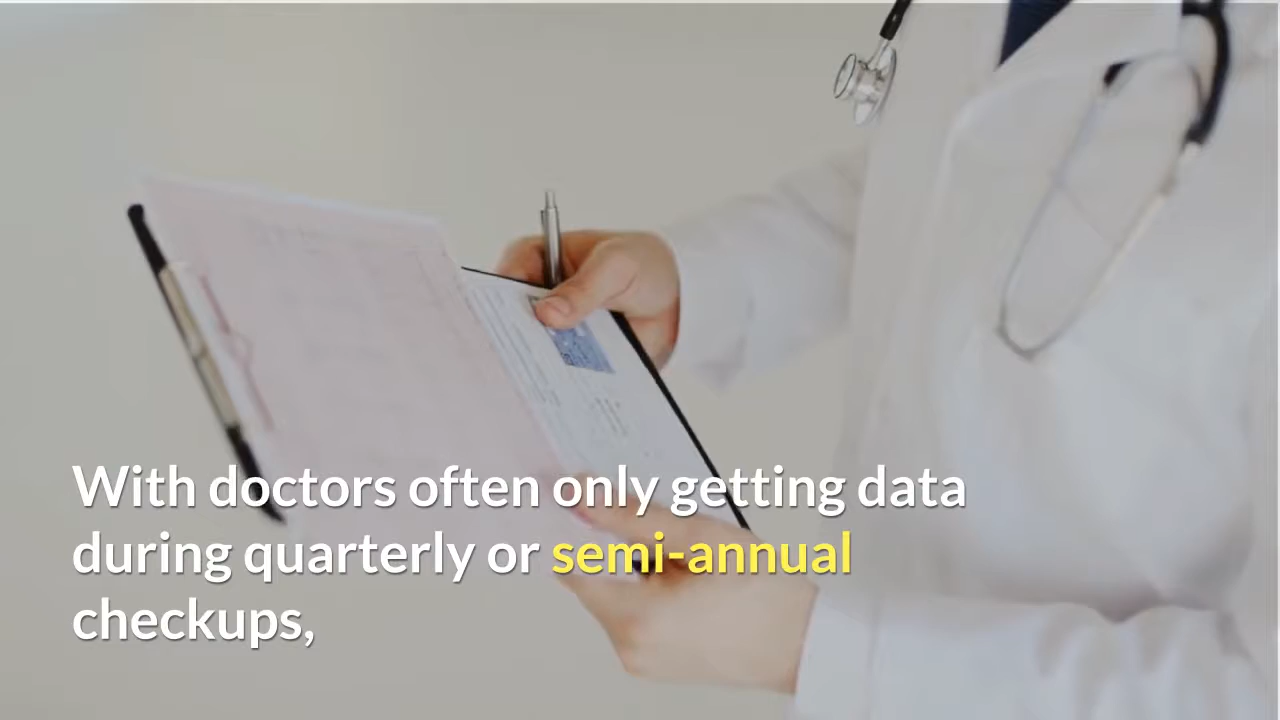 With doctors often only getting data
during quarterly or semi-annual
checkups,